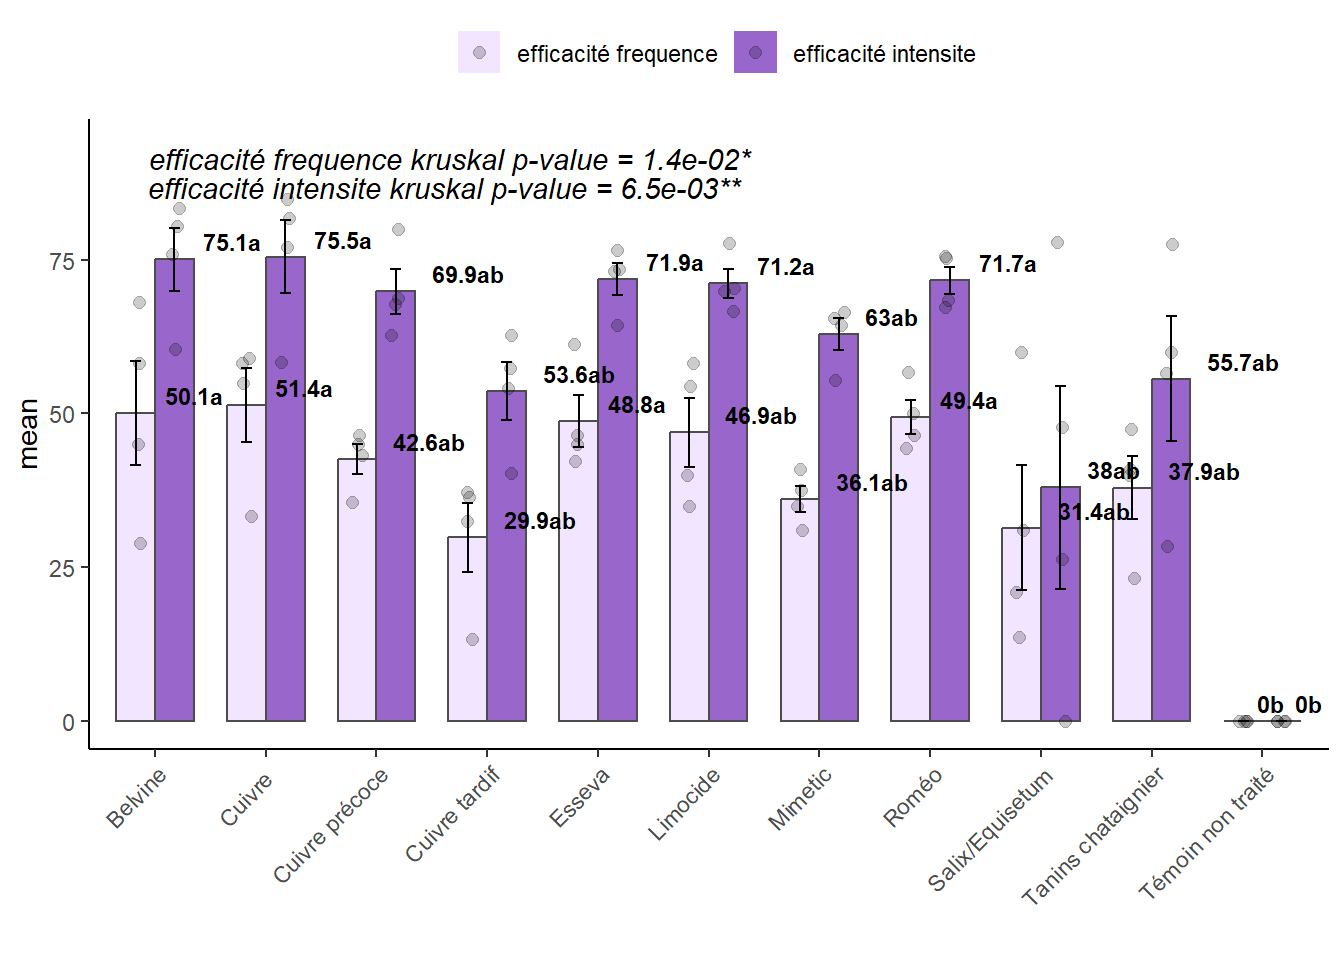 efficacité frequence efficacité intensite
efficacité frequence kruskal p-value = 1.4e-02*
efficacité intensite kruskal p-value = 6.5e-03**
mean
75
50
25
0
75.1a
50.1a
75.5a
51.4a
69.9ab
42.6ab
53.6ab
29.9ab
71.9a
48.8a
71.2a
46.9ab
63ab
36.1ab
71.7a
49.4a
38ab
31.4ab
55.7ab
37.9ab
0b 0b
Belvine
Cuivre
Cuivre précoce
Cuivre tardif
Esseva
Limocide
Mimetic
Roméo
Salix/Equisetum
Tanins chataignier
Témoin non traité